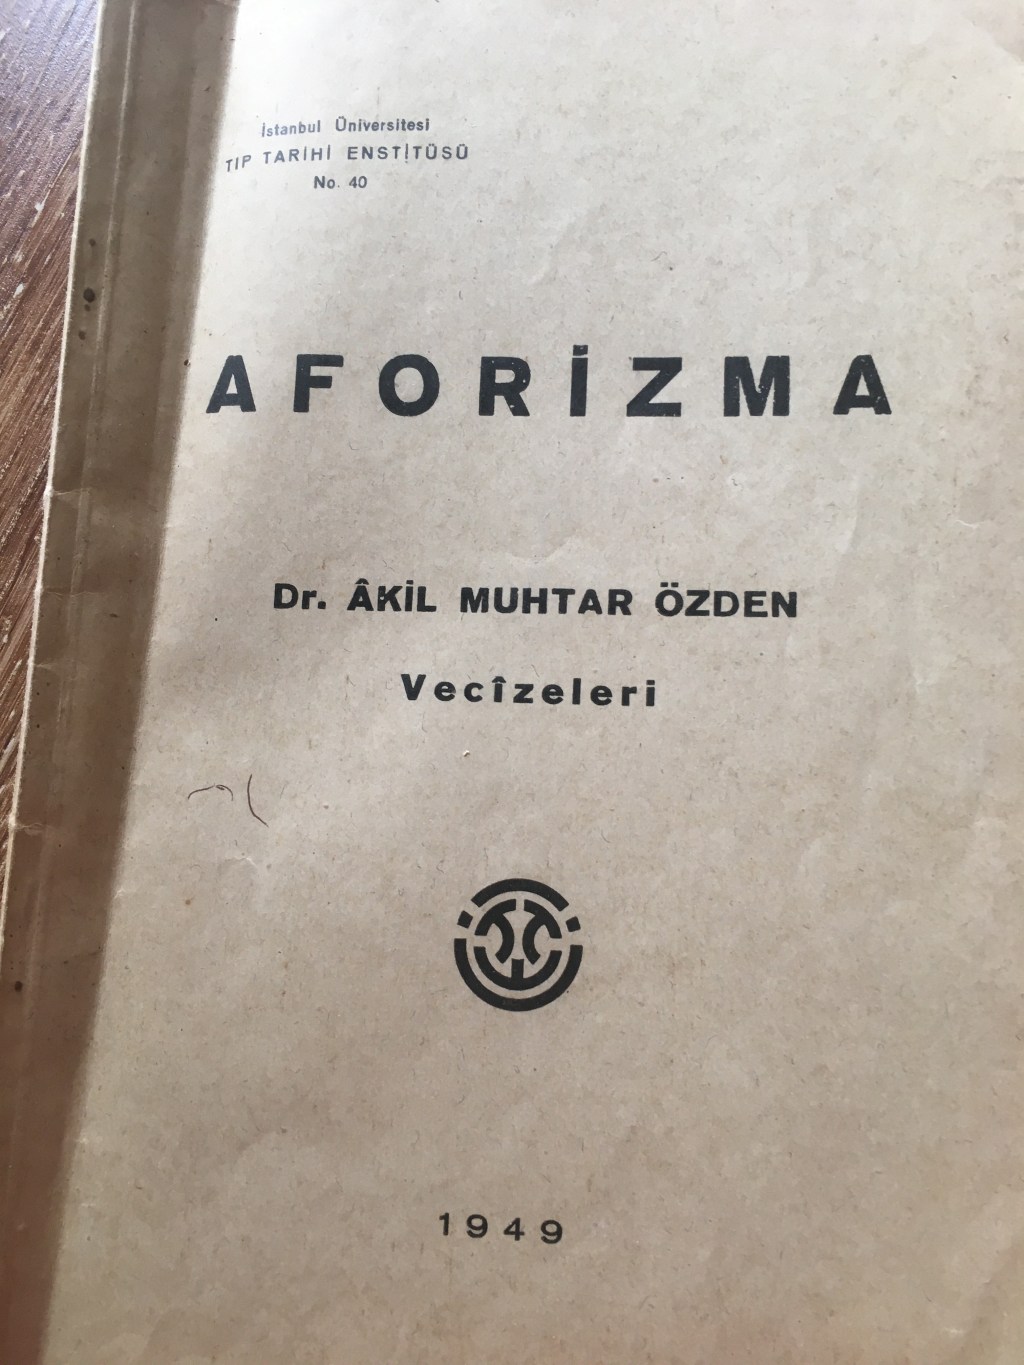 İstanbul Üniversitesi
TIP TARİHİ ENSTİTÜSÜ
No. 40
AFORİZMA
Dr. ÂKİL MUHTAR ÖZDEN
Vecîzeleri
1949